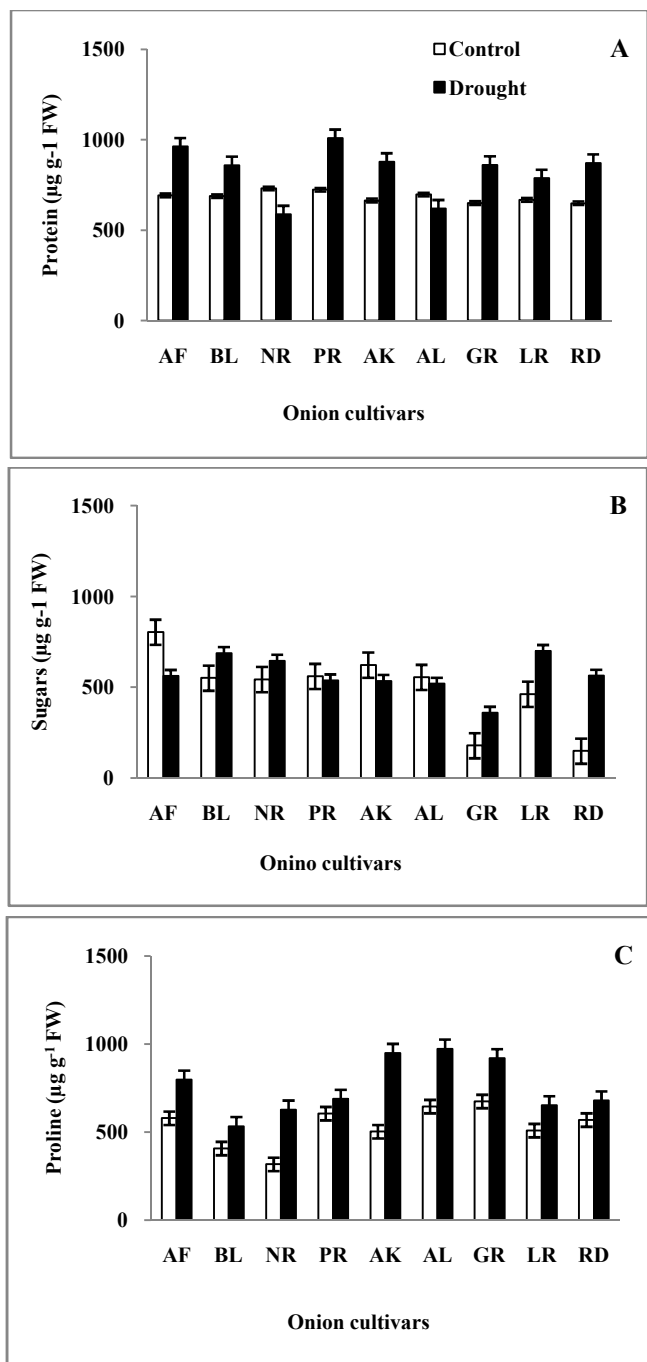 A
Control
Drought
Protein (µg g-1 FW)
1500
1000
500
0
AF BL NR PR AK AL GR LR RD
Onion cultivars
B
Sugars (µg g-1 FW)
1500
1000
500
0
AF BL NR PR AK AL GR LR RD
Onino cultivars
C
Proline (µg g-1 FW)
1500
1000
500
0
AF BL NR PR AK AL GR LR RD
Onion cultivars